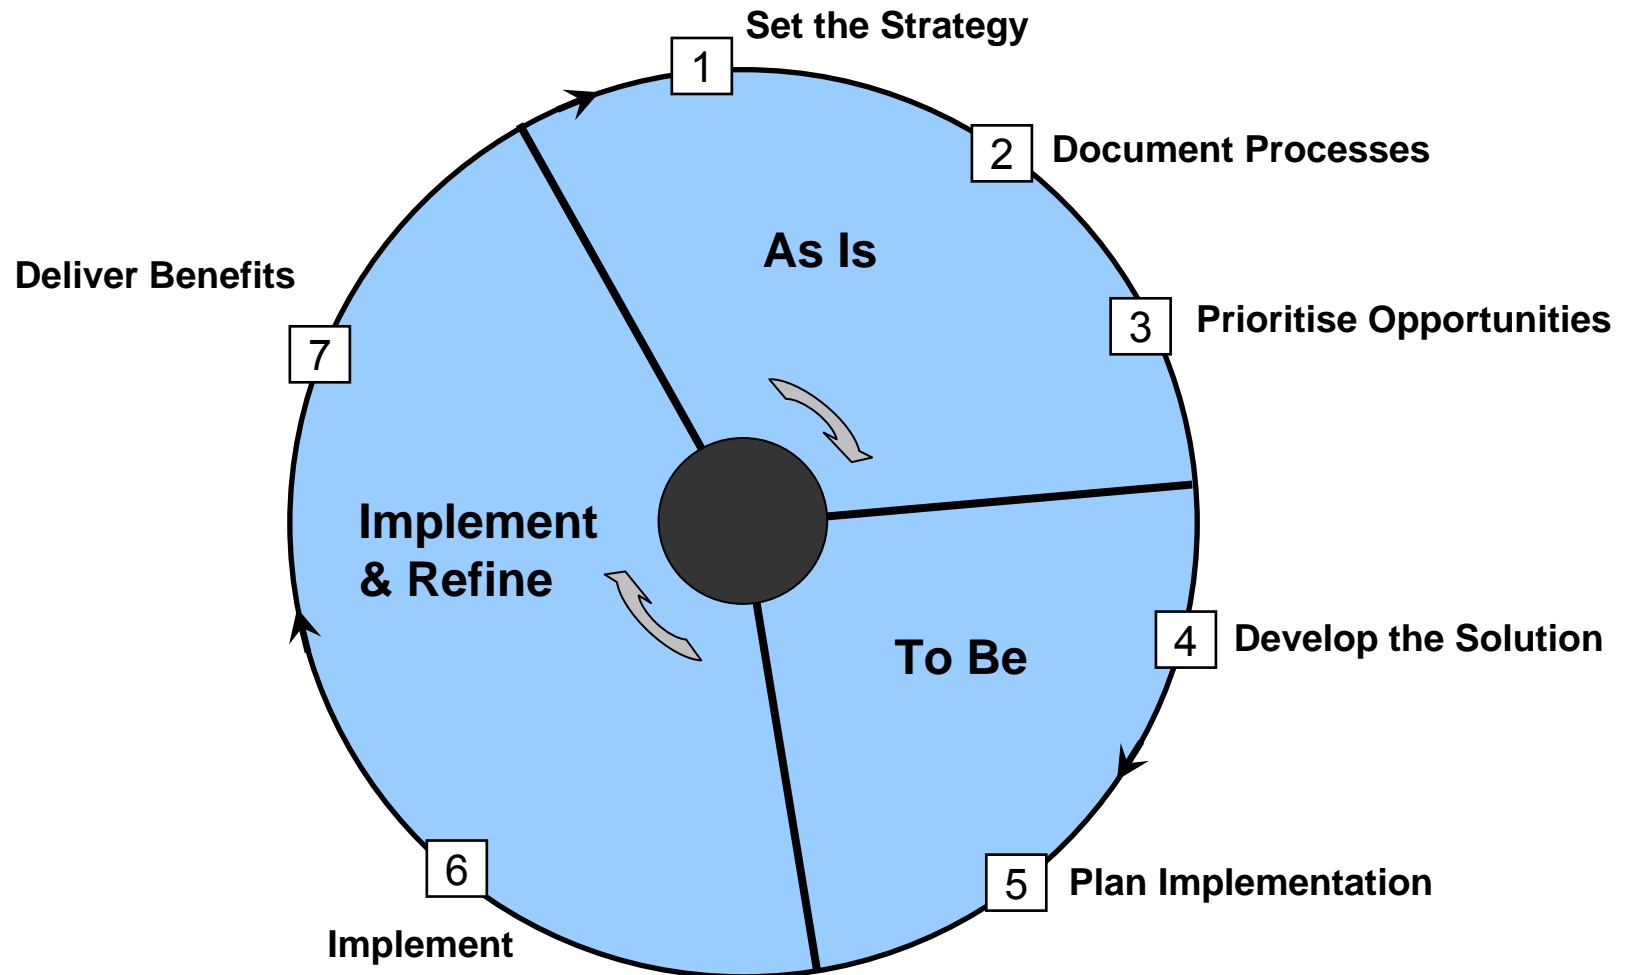 Set the Strategy
1
2
Document Processes
As Is
Deliver Benefits
3
Prioritise Opportunities
7
Implement
& Refine
To Be
4
Develop the Solution
6
5
Plan Implementation
Implement